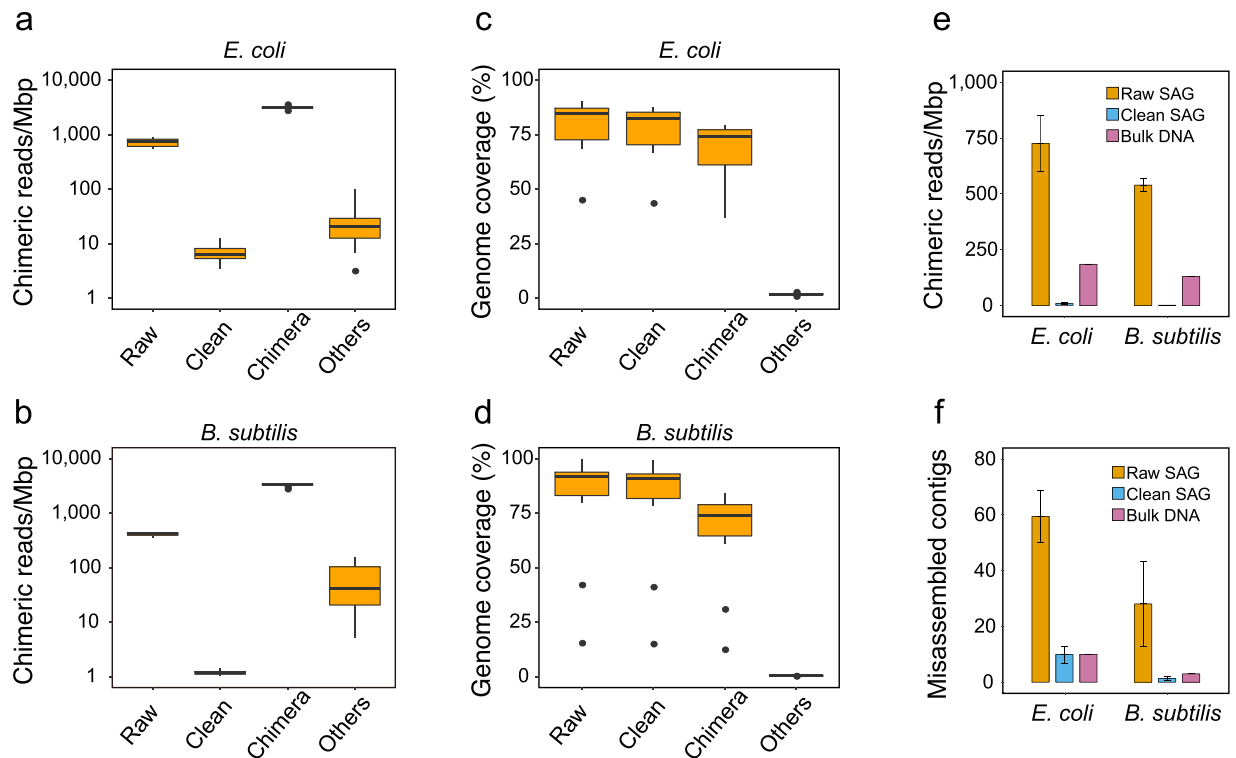 a
E. coli
Chimeric reads/Mbp
10,000
1,000
100
10
1
Raw
Clean
Chimera
Others
c
E. coli
Genome coverage (%)
100
75
50
25
0
Raw
Clean
Chimera
Others
e
Chimeric reads/Mbp
1,000
750
500
250
0
Raw SAG
Clean SAG
Bulk DNA
E. coli
B. subtilis
b
B. subtilis
Chimeric reads/Mbp
10,000
1,000
100
10
1
Raw
Clean
Chimera
Others
d
B. subtilis
Genome coverage (%)
100
75
50
25
0
Raw
Clean
Chimera
Others
f
Misassembled contigs
80
60
40
20
0
Raw SAG
Clean SAG
Bulk DNA
E. coli
B. subtilis